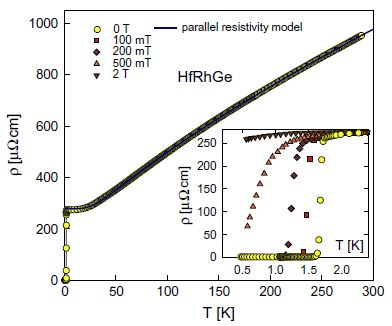 0 T
parallel resistivity model
100 mT
200 mT
500 mT
2 T
HfRhGe
ρ [μΩcm]
1000
800
600
400
200
0
0 50 100 150 200 250 300
T [K]
ρ [μΩcm]
250
200
150
100
50
0
0.5 1.0 1.5 2.0
T [K]